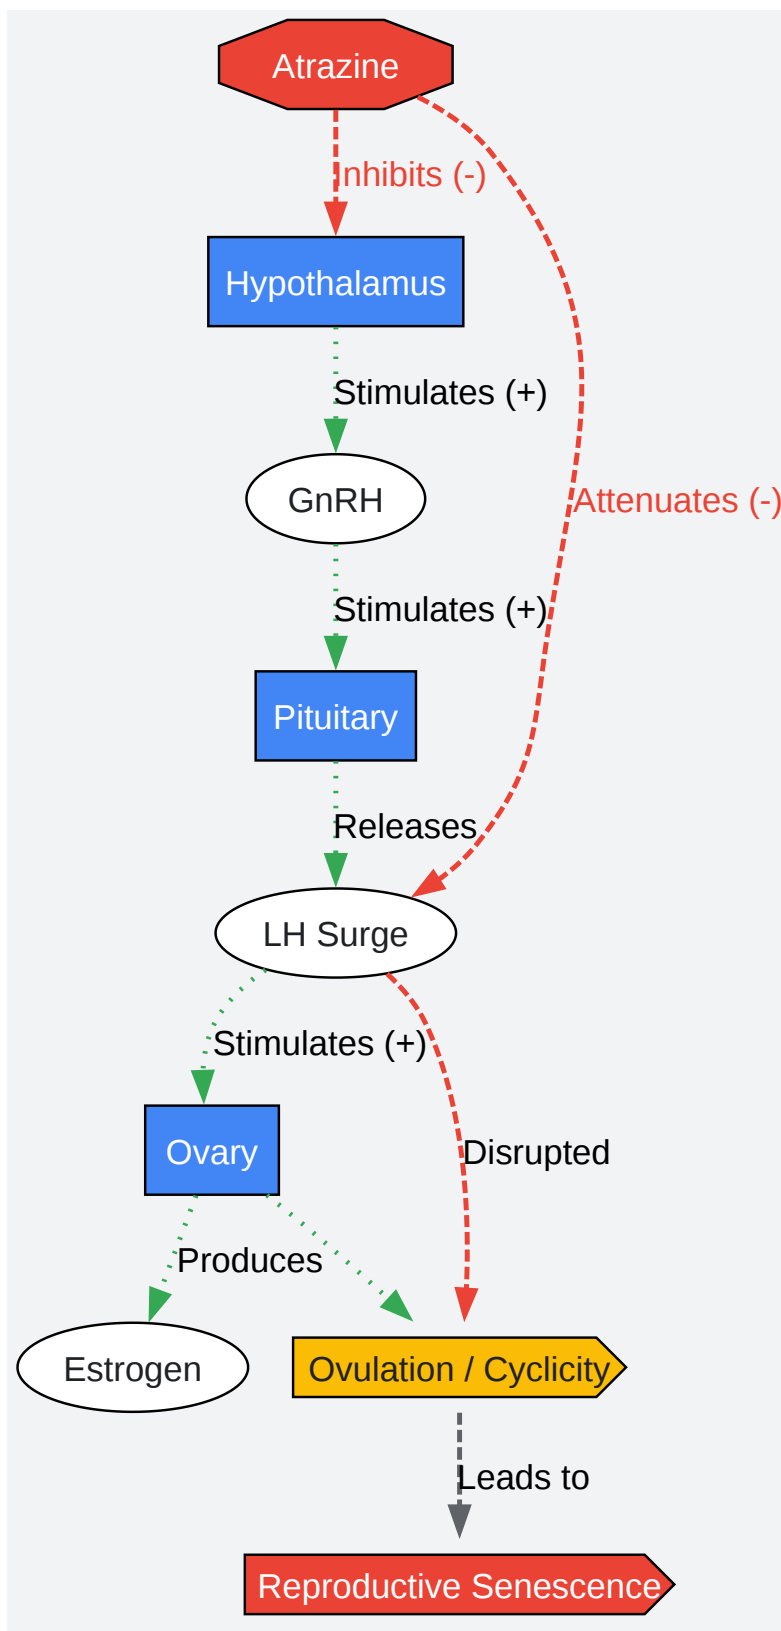 Atrazine
Inhibits (-)
Hypothalamus
Stimulates (+)
GnRH
Attenuates (-)
Stimulates (+)
Pituitary
Releases
LH Surge
Stimulates (+)
Ovary
Disrupted
Produces
Estrogen
Ovulation / Cyclicity
Leads to
Reproductive Senescence